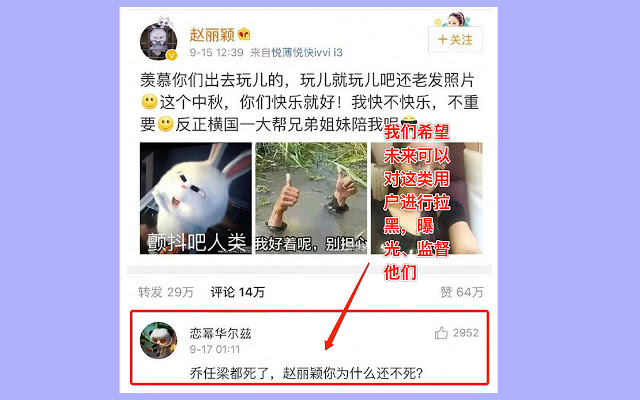 赵丽颖
+关注
9-15 12:39 来自悦薄悦快ivvi i3
羡慕你们出去玩儿的，玩儿就玩儿吧还老发照片
这个中秋，你们快乐就好！我快不快乐，不重
要 反正横国一大帮兄弟姐妹陪我呢
我们希望
未来可以
对这类用
户进行拉
黑，曝
光、监督
他们
颤抖吧人类
我好着呢，别担心
转发 29万 评论 14万 赞 64万
恋幂华尔兹
2952
9-17 01:11
乔任梁都死了，赵丽颖你为什么还不死？